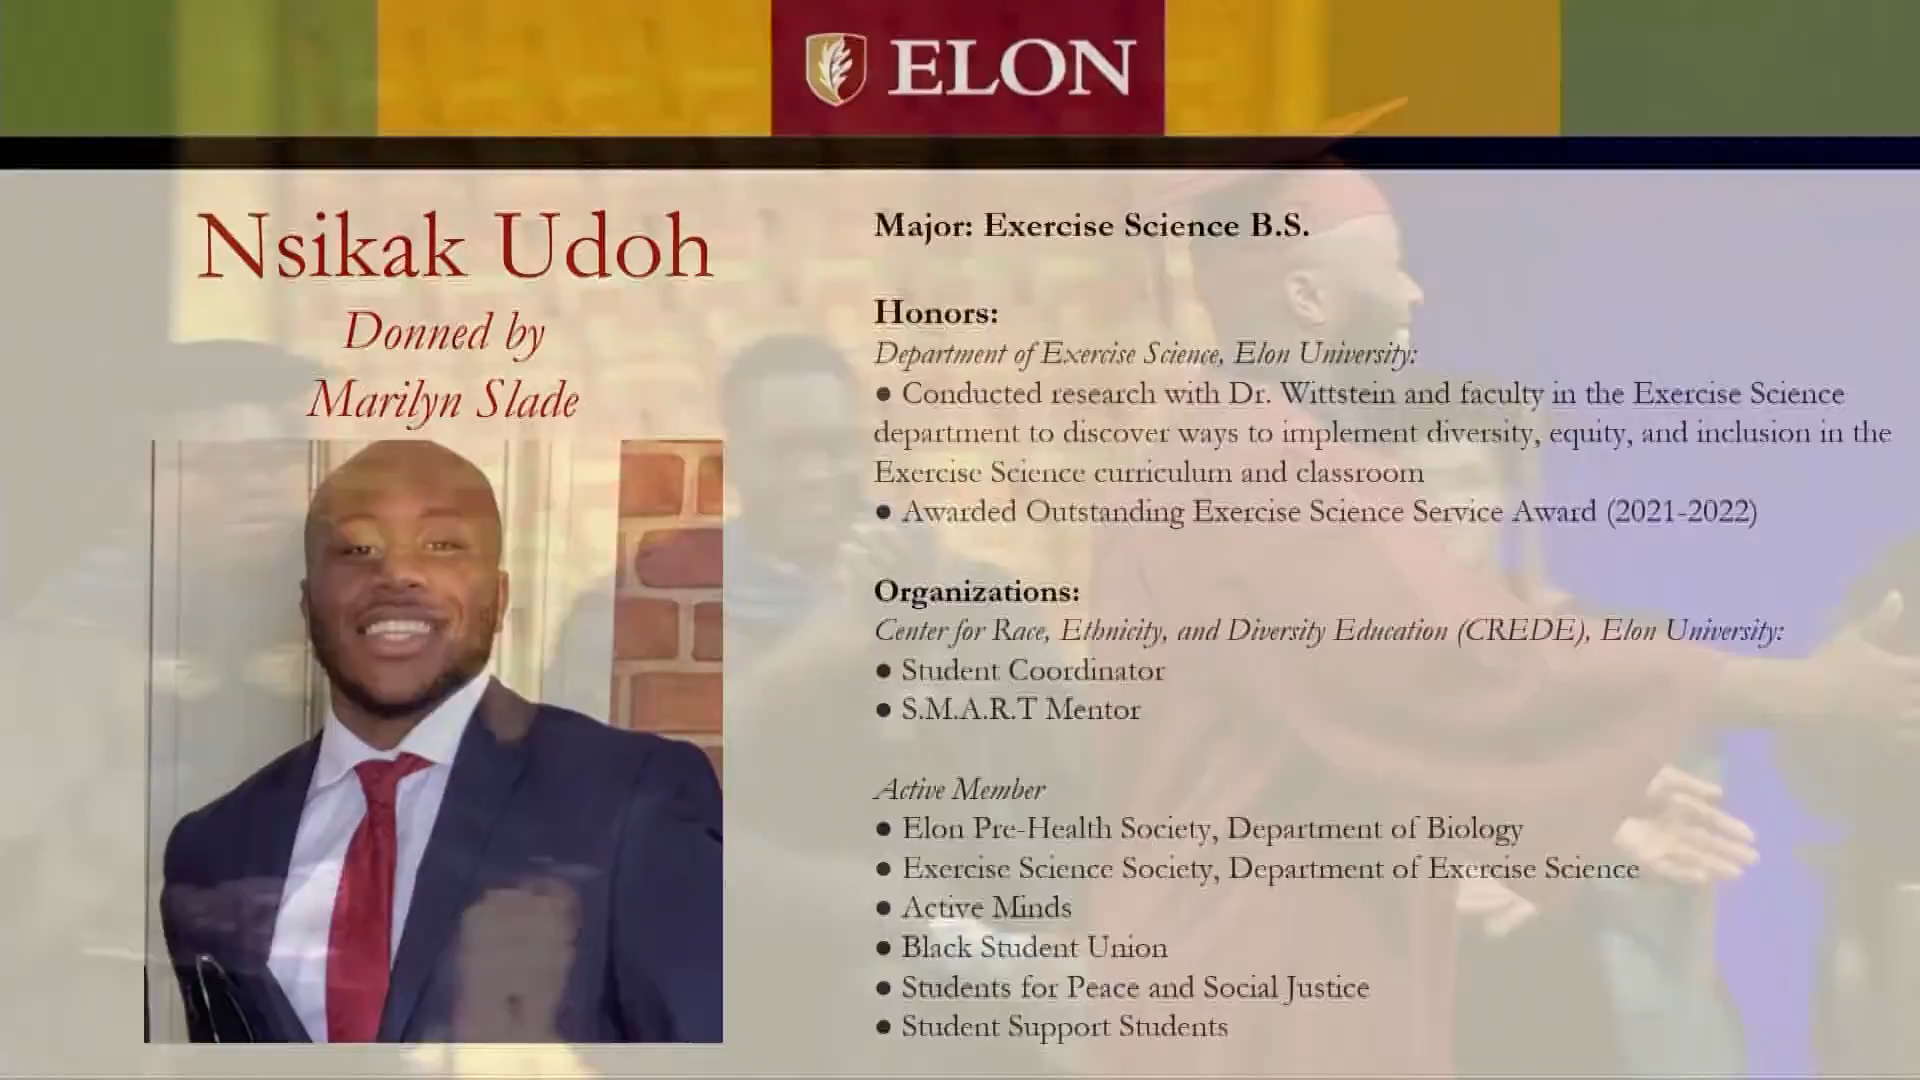 ELON
Nsikak Udoh
Donned by
Marilyn Slade
Major: Exercise Science B.S.
Honors:
Department of Exercise Science, Elon University:
● Conducted research with Dr. Wittstein and faculty in the Exercise Science
department to discover ways to implement diversity, equity, and inclusion in the
Exercise Science curriculum and classroom
● Awarded Outstanding Exercise Science Service Award (2021-2022)
Organizations:
Center for Race, Ethnicity, and Diversity Education (CREDE), Elon University:
● Student Coordinator
● S.M.A.R.T Mentor
Active Member
● Elon Pre-Health Society, Department of Biology
● Exercise Science Society, Department of Exercise Science
● Active Minds
● Black Student Union
● Students for Peace and Social Justice
● Student Support Students